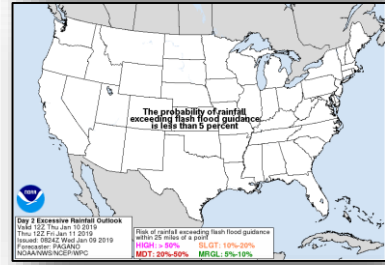 The probability of rainfall
exceeding flash flood guidance
is less than 5 percent
NOAA
Day 2 Excessive Rainfall Outlook
Valid 12Z Thu Jan 10 2019
Thru 12Z Fri Jan 11 2019
Issued: 0824Z Wed Jan 09 2019
Forecaster: PAGANO
NOAA/NWS/NCEP/WPC
Risk of rainfall exceeding flash flood guidance
within 25 miles of a point
HIGH: > 50% SLGT: 10%-20%
MDT: 20%-50% MRGL: 5%-10%